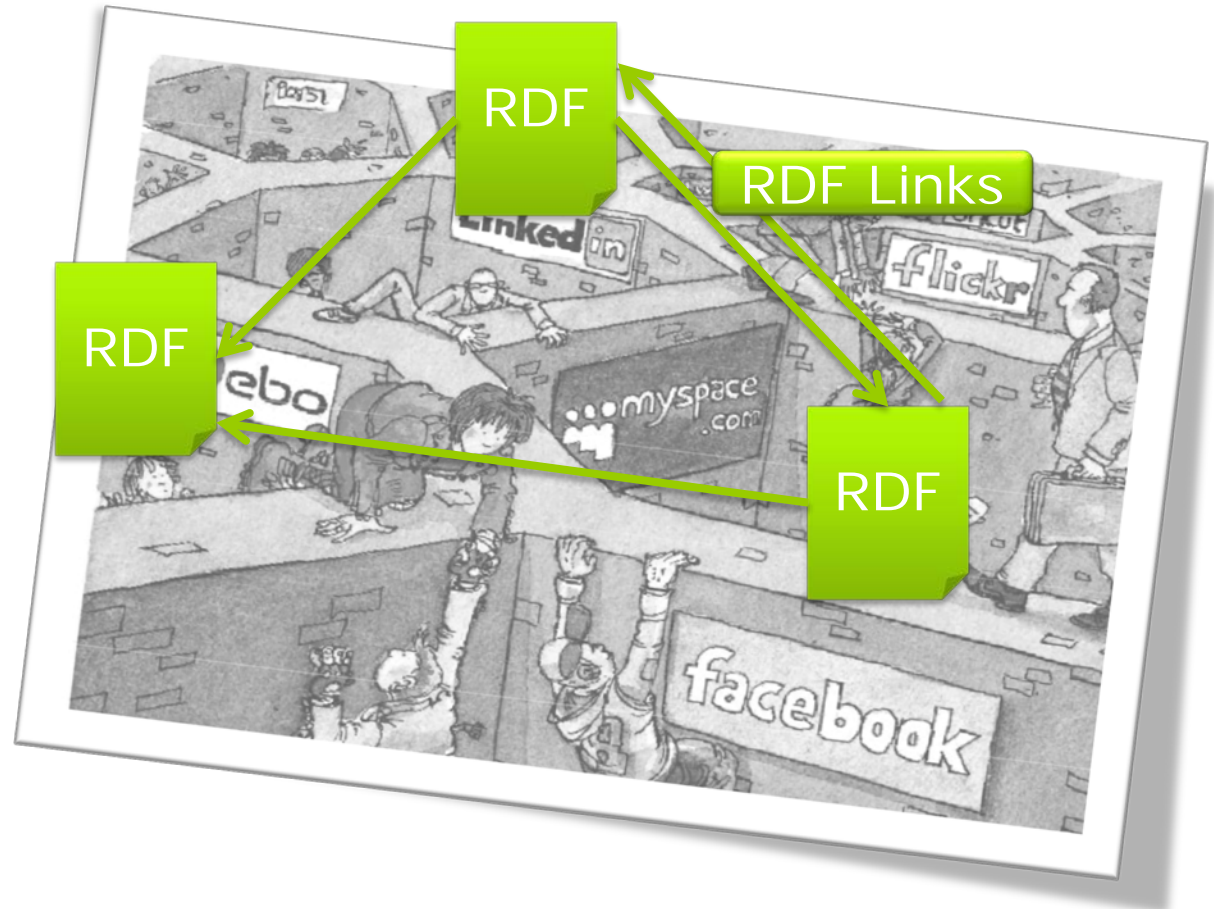 RDF
RDF Links
Linked in
flickr
RDF
ebo
myspace
.com
RDF
facebook